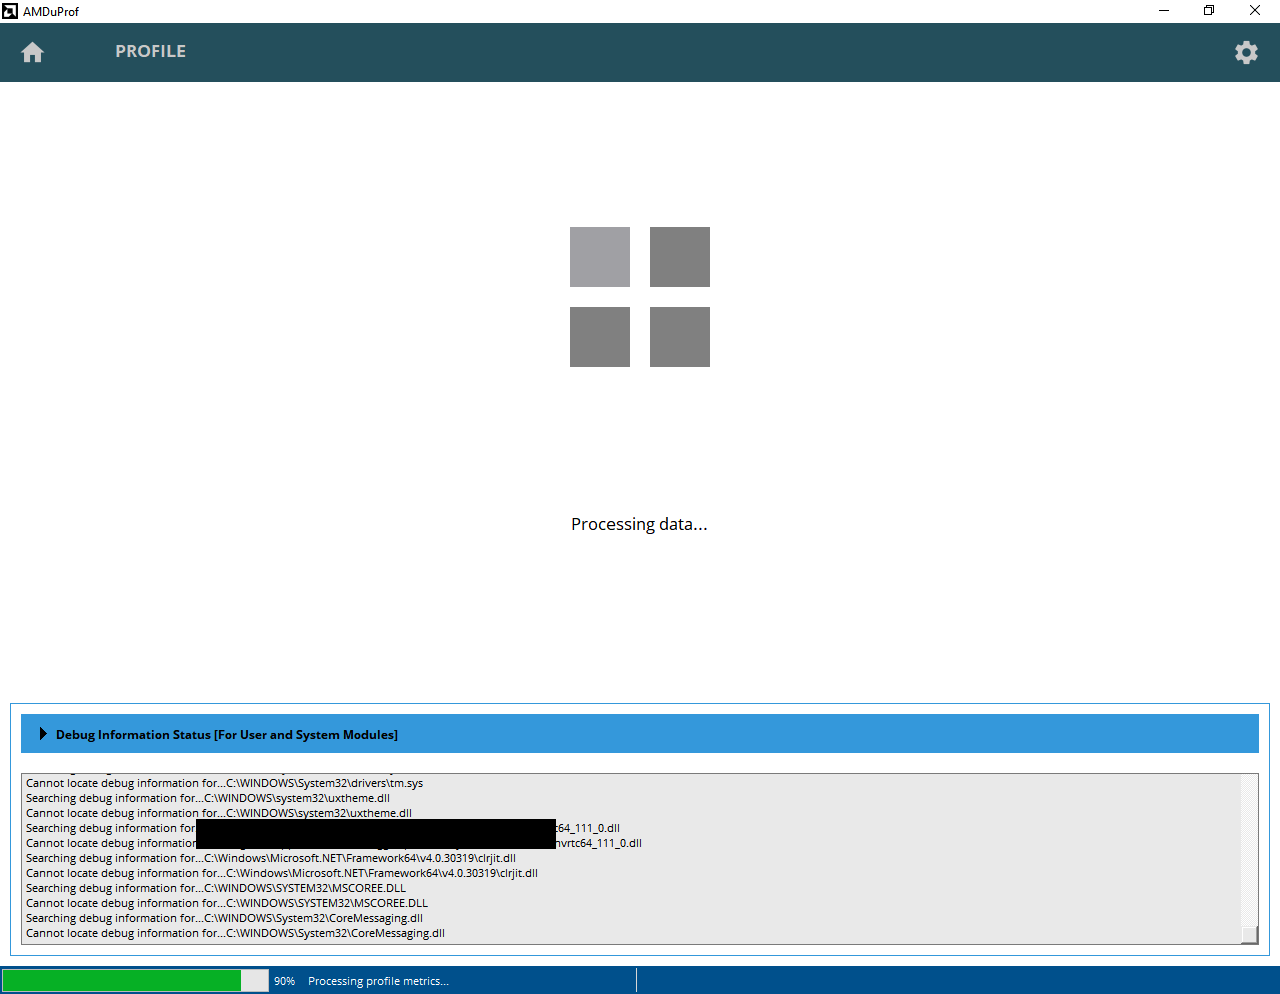 AMDuProf
PROFILE
Processing data...
Debug Information Status [For User and System Modules]
Cannot locate debug information for...C:\WINDOWS\System32\drivers\tm.sys
Searching debug information for...C:\WINDOWS\system32\uxtheme.dll
Cannot locate debug information for...C:\WINDOWS\system32\uxtheme.dll
Searching debug information for c64_111_0.dll
Cannot locate debug information nvrtc64_111_0.dll
Searching debug information for...C:\Windows\Microsoft.NET\Framework64\v4.0.30319\clrjit.dll
Cannot locate debug information for...C:\Windows\Microsoft.NET\Framework64\v4.0.30319\clrjit.dll
Searching debug information for...C:\WINDOWS\SYSTEM32\MSCOREE.DLL
Cannot locate debug information for...C:\WINDOWS\SYSTEM32\MSCOREE.DLL
Searching debug information for...C:\WINDOWS\System32\CoreMessaging.dll
Cannot locate debug information for...C:\WINDOWS\System32\CoreMessaging.dll
90% Processing profile metrics...